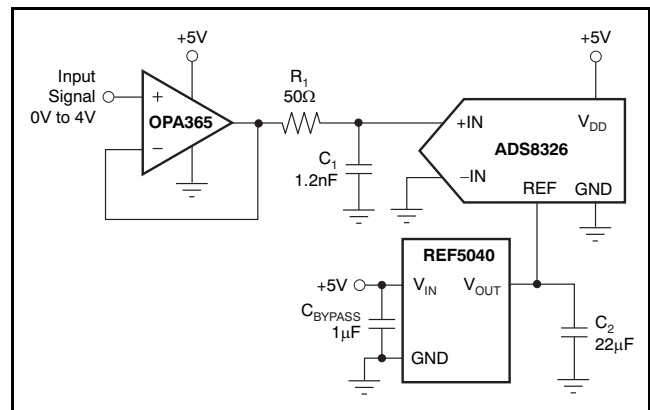 +5V
+5V
Input
Signal
0V to 4V
+
−
OPA365
R1
50Ω
C1
1.2nF
+IN
VDD
ADS8326
−IN
REF
GND
REF5040
+5V
VIN
VOUT
CBYPASS
1μF
GND
C2
22μF